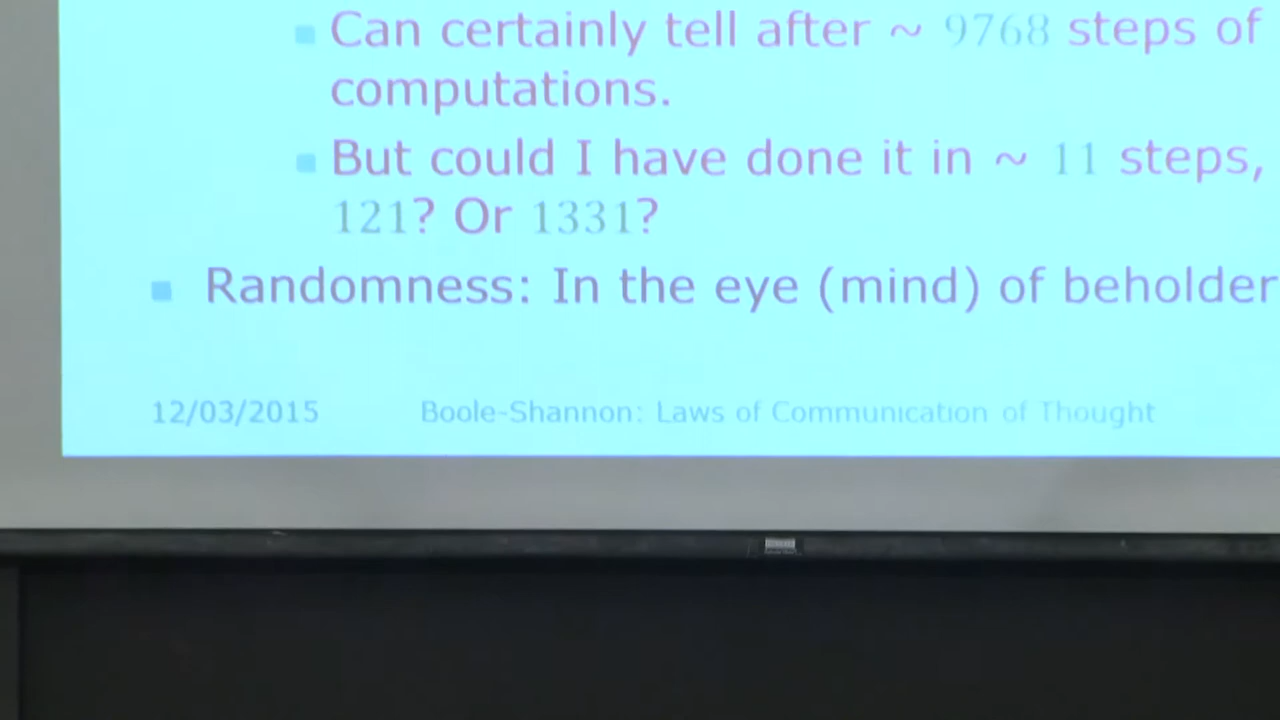 Can certainly tell after ~ 9768 steps of
computations.
But could I have done it in ~ 11 steps,
121? Or 1331?
Randomness: In the eye (mind) of beholder
12/03/2015 Boole-Shannon: Laws of Communication of Thought